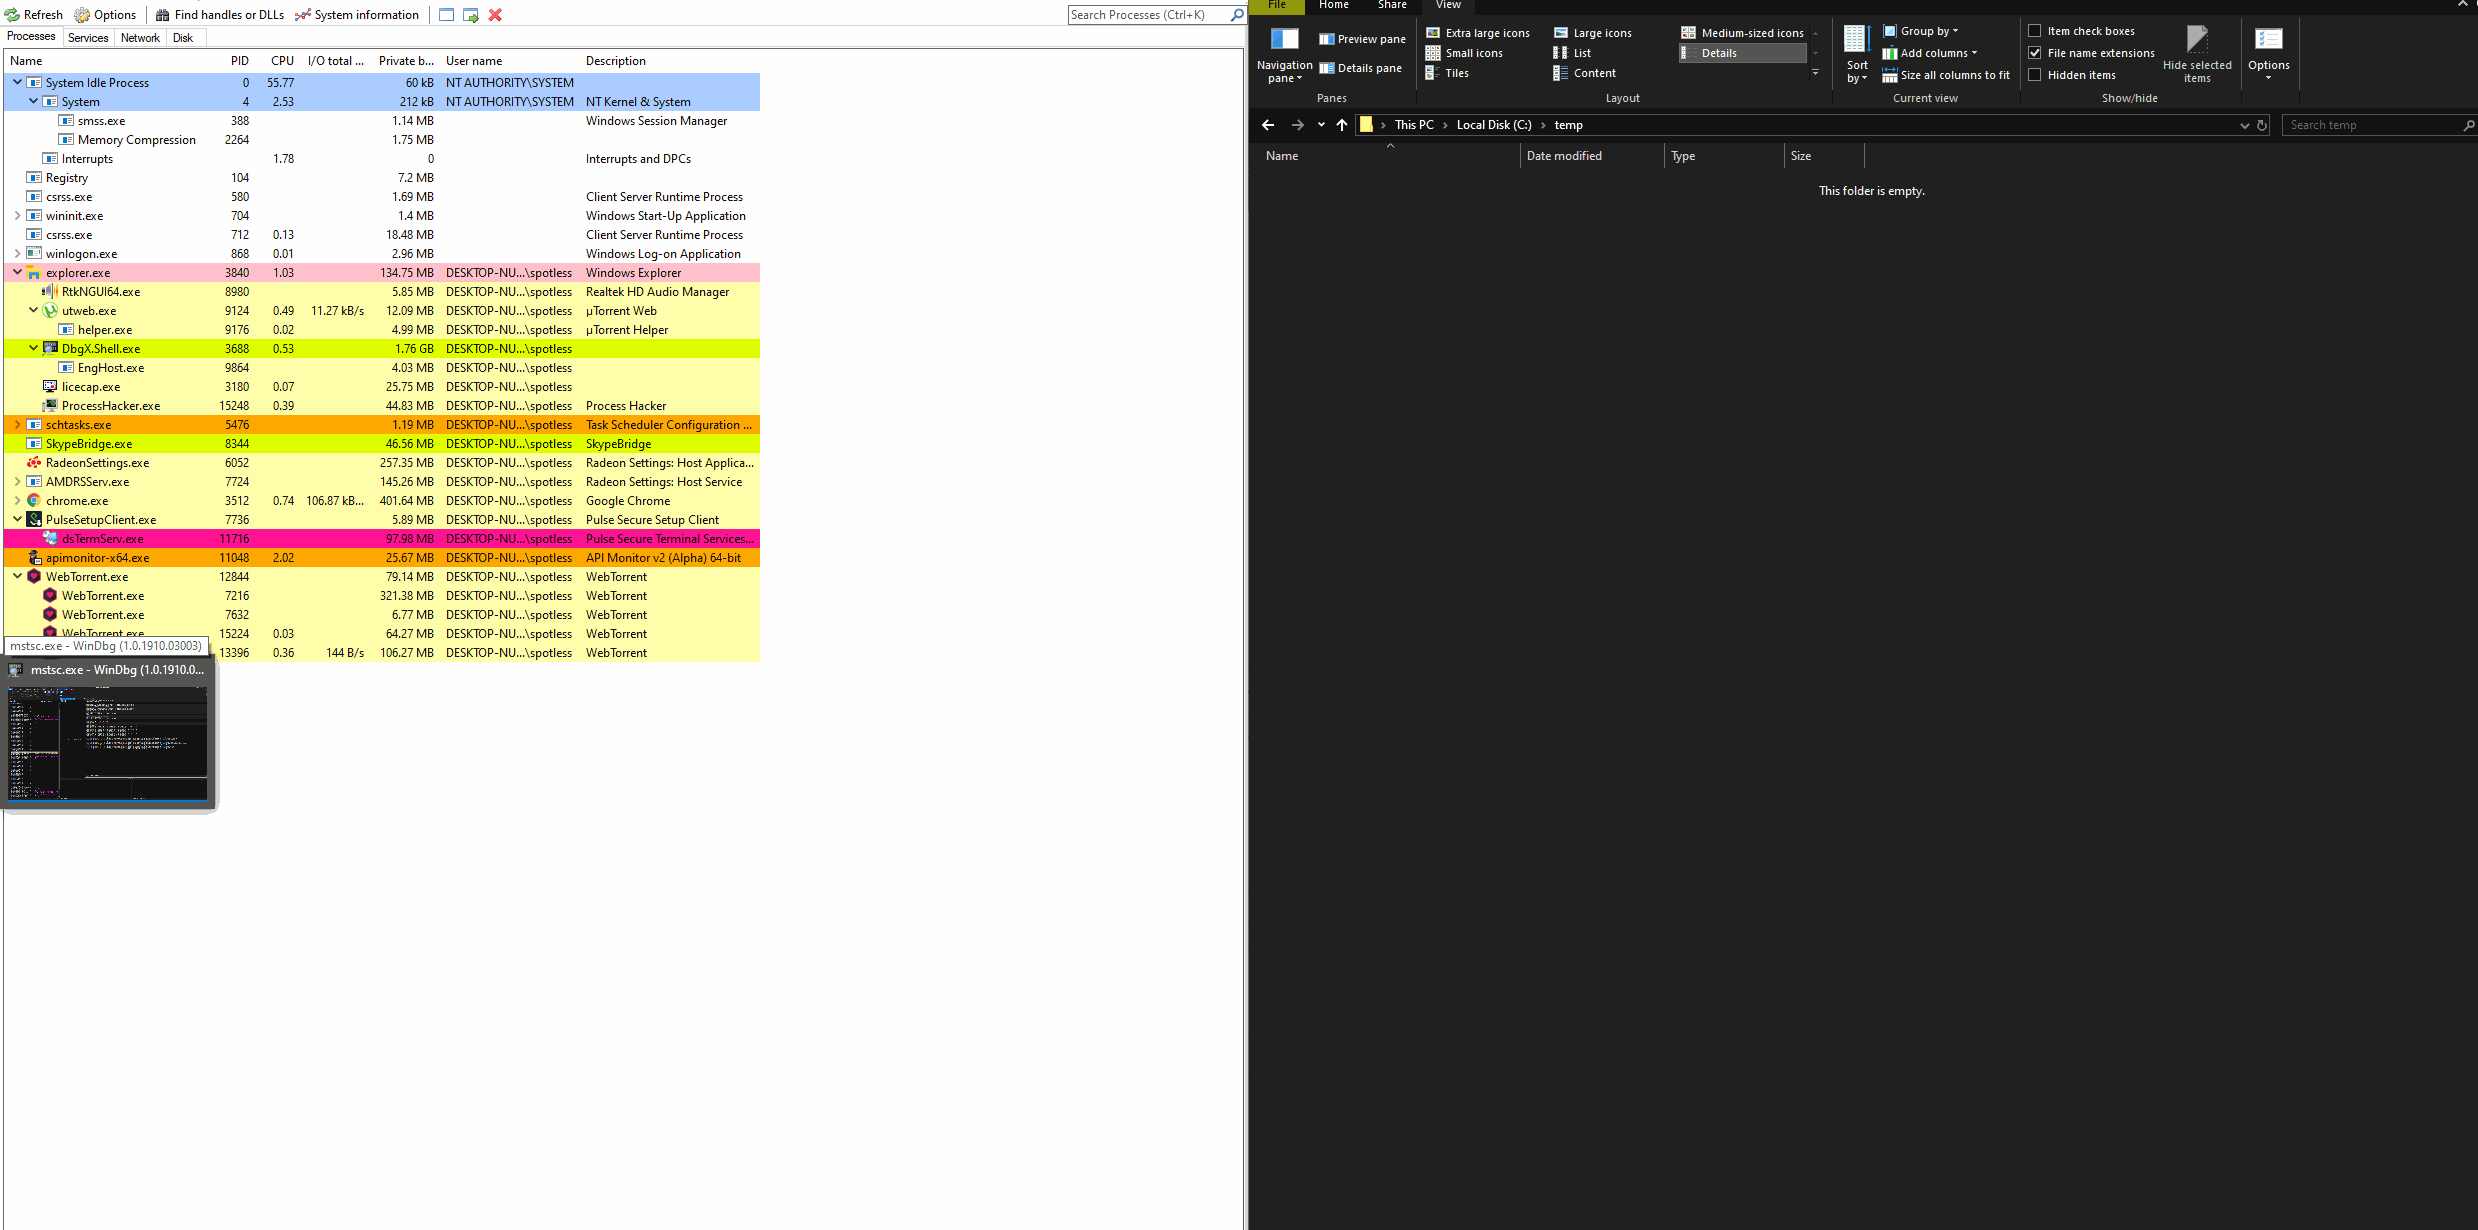 Refresh Options Find handles or DLLs System information Search Processes (Ctrl+K)
Processes Services Network Disk
Name PID CPU I/O total ... Private b... User name Description
System Idle Process 0 55.77 60 kB NT AUTHORITY\SYSTEM
System 4 2.53 212 kB NT AUTHORITY\SYSTEM NT Kernel & System
smss.exe 388 1.14 MB Windows Session Manager
Memory Compression 2264 1.75 MB
Interrupts 1.78 0 Interrupts and DPCs
Registry 104 7.2 MB
csrss.exe 580 1.69 MB Client Server Runtime Process
wininit.exe 704 1.4 MB Windows Start-Up Application
csrss.exe 712 0.13 18.48 MB Client Server Runtime Process
winlogon.exe 868 0.01 2.96 MB Windows Log-on Application
explorer.exe 3840 1.03 134.75 MB DESKTOP-NU...\spotless Windows Explorer
RtkNGUI64.exe 8980 5.85 MB DESKTOP-NU...\spotless Realtek HD Audio Manager
utweb.exe 9124 0.49 11.27 kB/s 12.09 MB DESKTOP-NU...\spotless µTorrent Web
helper.exe 9176 0.02 4.99 MB DESKTOP-NU...\spotless µTorrent Helper
DbgX.Shell.exe 3688 0.53 1.76 GB DESKTOP-NU...\spotless
EngHost.exe 9864 4.03 MB DESKTOP-NU...\spotless
licecap.exe 3180 0.07 25.75 MB DESKTOP-NU...\spotless
ProcessHacker.exe 15248 0.39 44.83 MB DESKTOP-NU...\spotless Process Hacker
schtasks.exe 5476 1.19 MB DESKTOP-NU...\spotless Task Scheduler Configuration ...
SkypeBridge.exe 8344 46.56 MB DESKTOP-NU...\spotless SkypeBridge
RadeonSettings.exe 6052 257.35 MB DESKTOP-NU...\spotless Radeon Settings: Host Applica...
AMDRSServ.exe 7724 145.26 MB DESKTOP-NU...\spotless Radeon Settings: Host Service
chrome.exe 3512 0.74 106.87 kB... 401.64 MB DESKTOP-NU...\spotless Google Chrome
PulseSetupClient.exe 7736 5.89 MB DESKTOP-NU...\spotless Pulse Secure Setup Client
dsTermServ.exe 11716 97.98 MB DESKTOP-NU...\spotless Pulse Secure Terminal Services...
apimonitor-x64.exe 11048 2.02 25.67 MB DESKTOP-NU...\spotless API Monitor v2 (Alpha) 64-bit
WebTorrent.exe 12844 79.14 MB DESKTOP-NU...\spotless WebTorrent
WebTorrent.exe 7216 321.38 MB DESKTOP-NU...\spotless WebTorrent
WebTorrent.exe 7632 6.77 MB DESKTOP-NU...\spotless WebTorrent
WebTorrent.exe 15224 0.03 64.27 MB DESKTOP-NU...\spotless WebTorrent
13396 0.36 144 B/s 106.27 MB DESKTOP-NU...\spotless WebTorrent
mstsc.exe - WinDbg (1.0.1910.03003)
mstsc.exe - WinDbg (1.0.1910.0...
File Home Share View
Navigation pane
Preview pane
Details pane
Panes
Extra large icons Large icons Medium-sized icons
Small icons List Details
Tiles Content
Layout
Sort by
Group by
Add columns
Size all columns to fit
Current view
Item check boxes
File name extensions
Hidden items
Hide selected items
Show/hide
Options
This PC Local Disk (C:) temp Search temp
Name Date modified Type Size
This folder is empty.